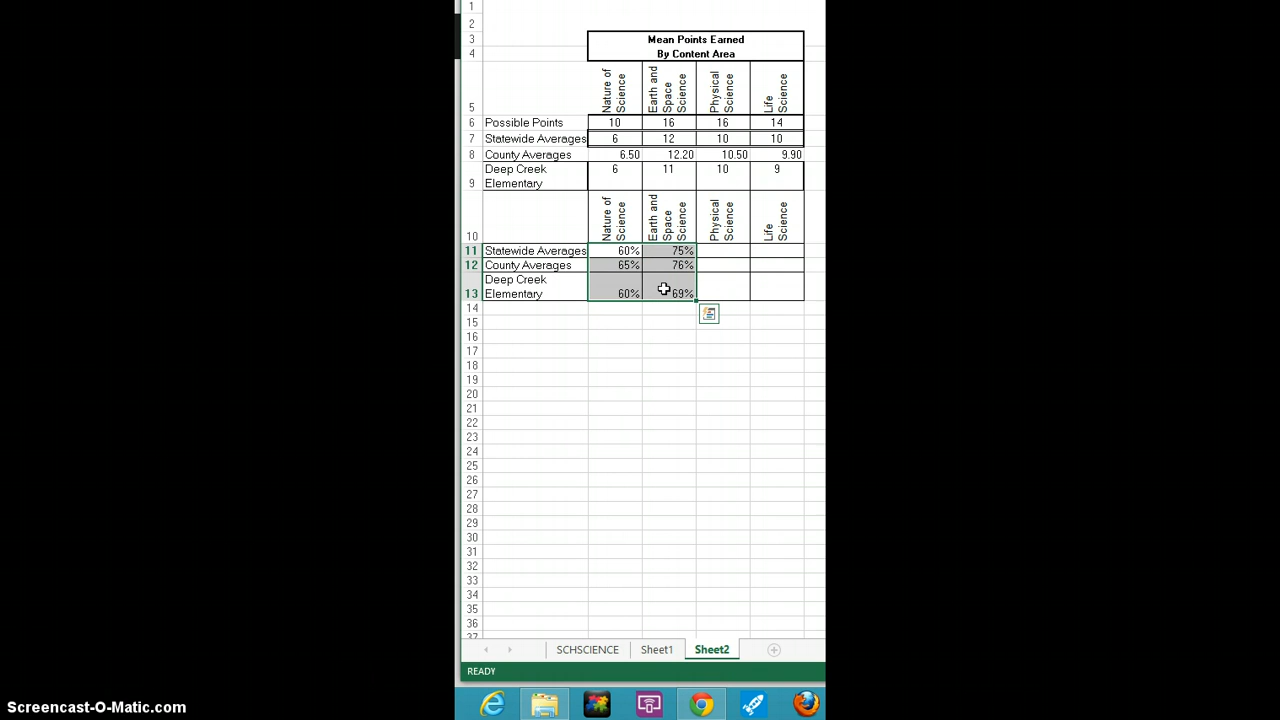 1
2
3 Mean Points Earned
4 By Content Area
5 Nature of Science Earth and Space Science Physical Science Life Science
6 Possible Points 10 16 16 14
7 Statewide Averages 6 12 10 10
8 County Averages 6.50 12.20 10.50 9.90
Deep Creek 6 11 10 9
9 Elementary
10 Nature of Science Earth and Space Science Physical Science Life Science
11 Statewide Averages 60% 75%
12 County Averages 65% 76%
Deep Creek
13 Elementary 60% 69%
14
15
16
17
18
19
20
21
22
23
24
25
26
27
28
29
30
31
32
33
34
35
36
37
SCHSCIENCE Sheet1 Sheet2
READY
Screencast-O-Matic.com